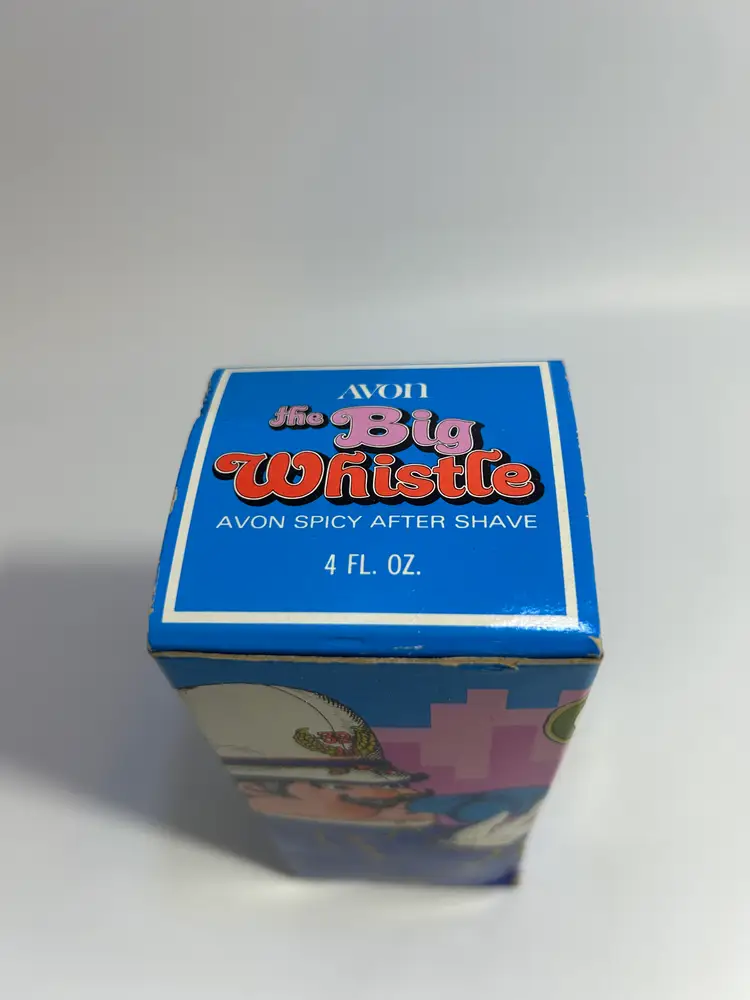 AVON
the Big
Whistle
AVON SPICY AFTER SHAVE
4 FL. OZ.